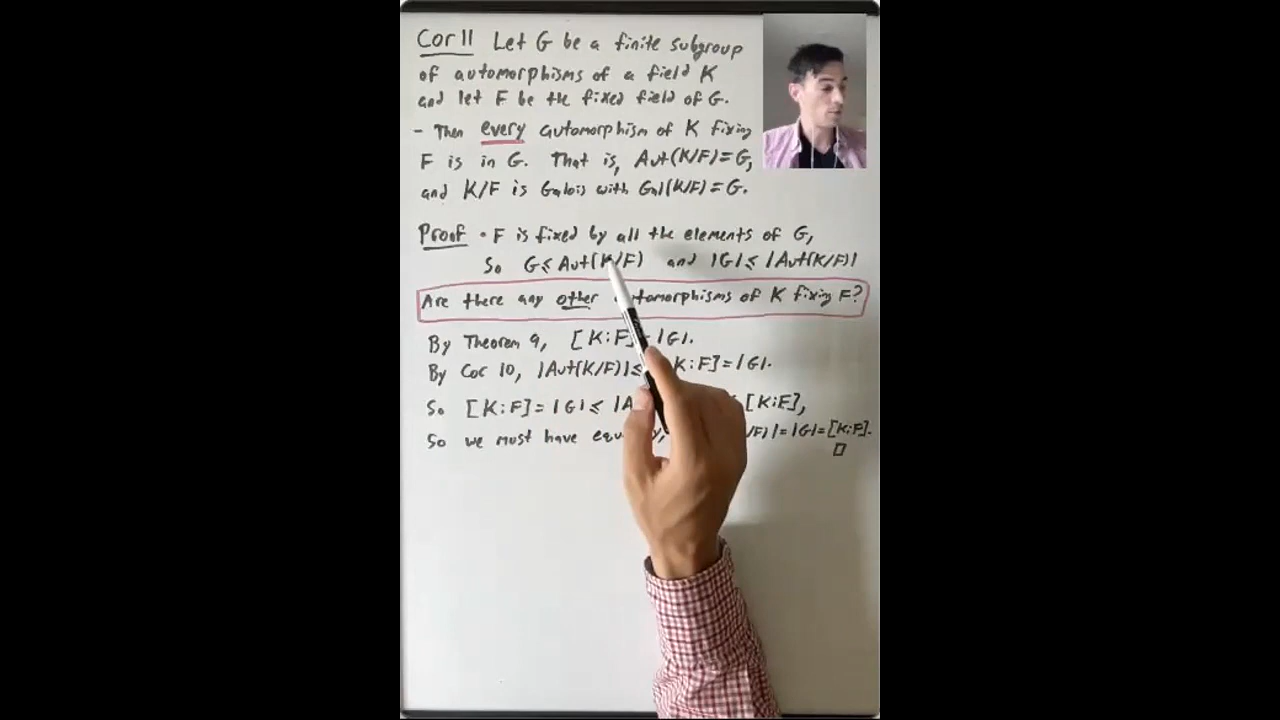 Cor 11 Let G be a finite subgroup
of automorphisms of a field K
and let F be the fixed field of G.
- Then every automorphism of K fixing
F is in G. That is, Aut(K/F)=G,
and K/F is Galois with Gal(K/F)=G.
Proof • F is fixed by all the elements of G,
So G ≤ Aut(K/F) and |G| ≤ |Aut(K/F)|
Are there any other automorphisms of K fixing F?
By Theorem 9, [K:F]=|G|.
By Cor 10, |Aut(K/F)| ≤ K:F]=|G|.
So [K:F]=|G| ≤ |A [K:F],
So we must have /F)|=|G|=[K:F].
□